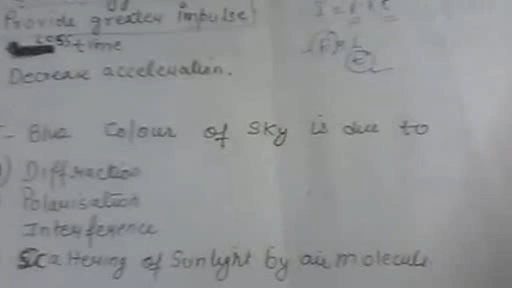 Provide greater impulse
less time
Decrease acceleration.
Blue Colour of Sky is due to
Diffraction
Polarisation
Interference
Scattering of Sunlight by air molecule